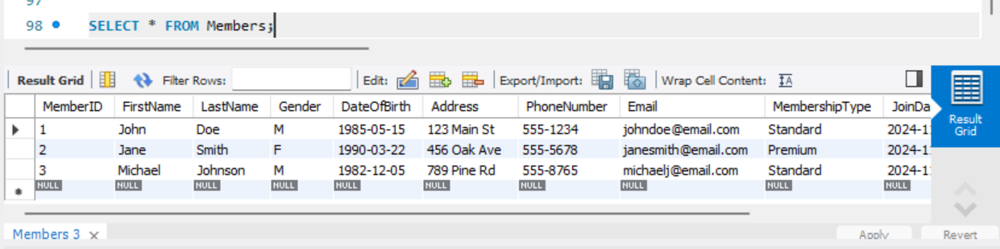 97
98 SELECT * FROM Members;
Result Grid Filter Rows: Edit: Export/Import: Wrap Cell Content: IA
MemberID FirstName LastName Gender DateOfBirth Address PhoneNumber Email MembershipType JoinDa
1 John Doe M 1985-05-15 123 Main St 555-1234 johndoe@email.com Standard 2024-1
2 Jane Smith F 1990-03-22 456 Oak Ave 555-5678 janesmith@email.com Premium 2024-1
3 Michael Johnson M 1982-12-05 789 Pine Rd 555-8765 michaelj@email.com Standard 2024-1
NULL NULL NULL NULL NULL NULL NULL NULL NULL NULL
Result
Grid
Members 3 Apply Revert